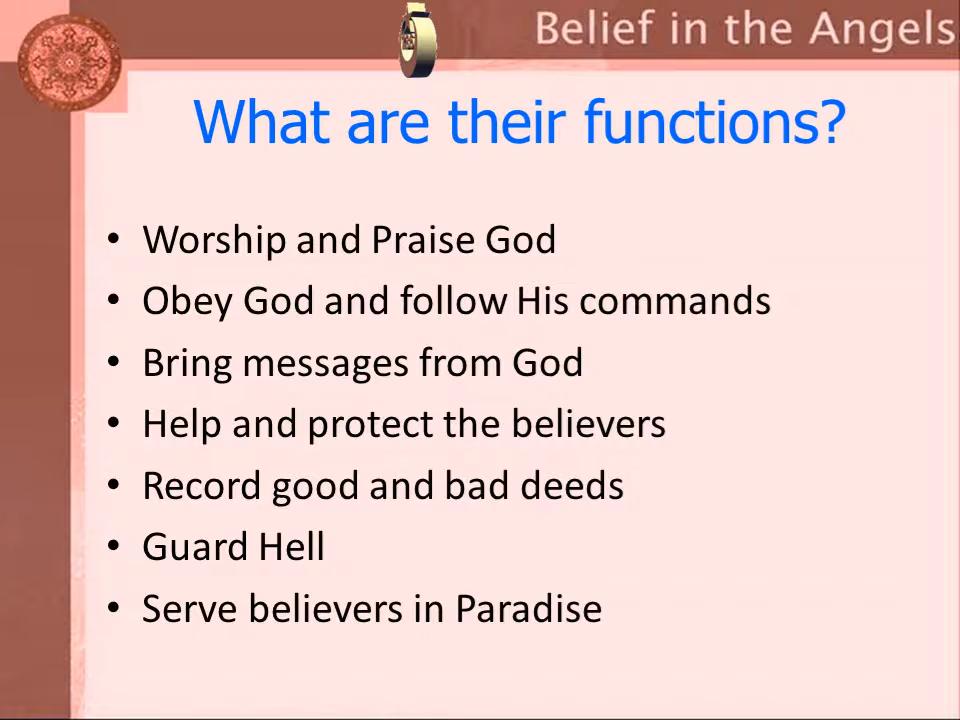 Belief in the Angels
What are their functions?
• Worship and Praise God
• Obey God and follow His commands
• Bring messages from God
• Help and protect the believers
• Record good and bad deeds
• Guard Hell
• Serve believers in Paradise